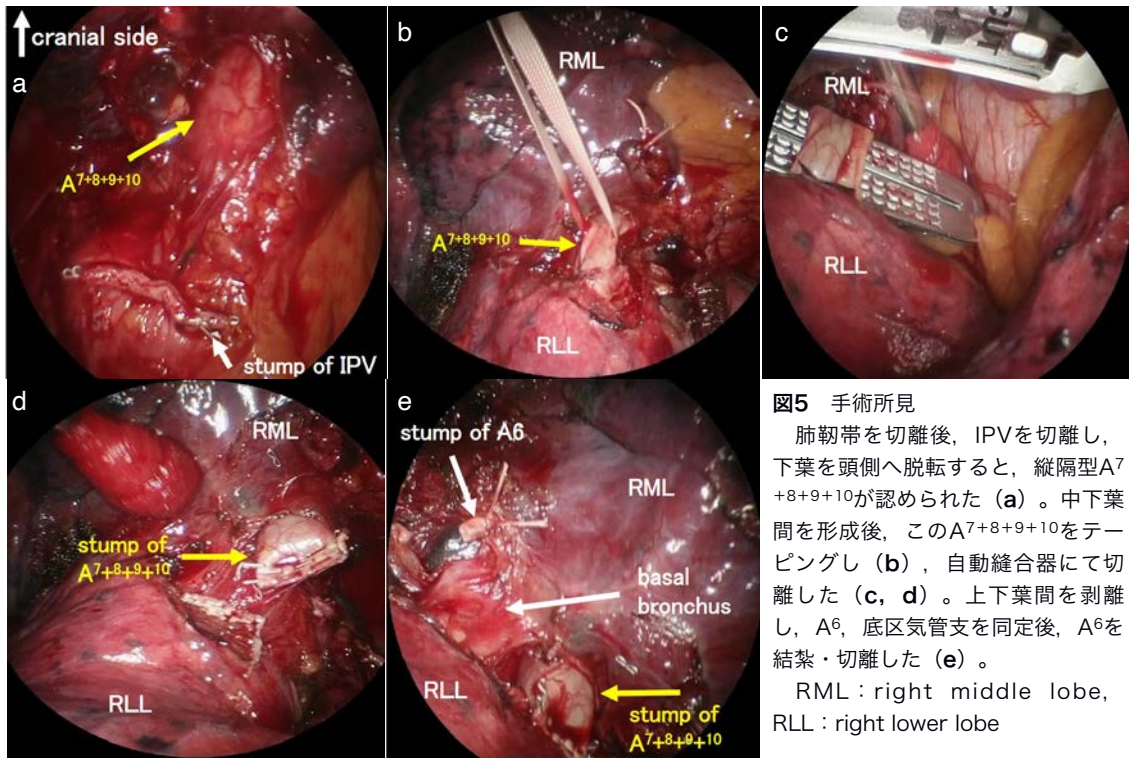 cranial side
a
A7+8+9+10
stump of IPV
b
RML
A7+8+9+10
RLL
c
RML
RLL
d
RML
stump of
A7+8+9+10
RLL
e
stump of A6
RML
basal
bronchus
RLL
stump of
A7+8+9+10
図5 手術所見
肺靭帯を切離後，IPVを切離し，
下葉を頭側へ脱転すると，縦隔型A7
+8+9+10が認められた（a）。中下葉
間を形成後，このA7+8+9+10をテー
ピングし（b），自動縫合器にて切
離した（c, d）。上下葉間を剥離
し，A6，底区気管支を同定後，A6を
結紮・切離した（e）。
RML：right middle lobe,
RLL：right lower lobe